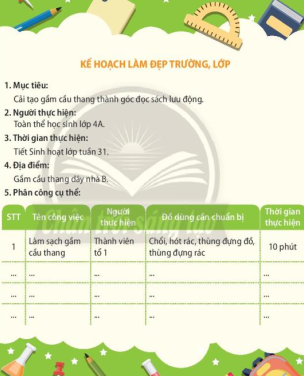 KẾ HOẠCH LÀM ĐẸP TRƯỜNG, LỚP
1. Mục tiêu:
Cải tạo gầm cầu thang thành góc đọc sách lưu động.
2. Người thực hiện:
Toàn thể học sinh lớp 4A.
3. Thời gian thực hiện:
Tiết Sinh hoạt lớp tuần 31.
4. Địa điểm:
Gầm cầu thang dãy nhà B.
5. Phân công cụ thể:
STT Tên công việc Người thực hiện Đồ dùng cần chuẩn bị Thời gian thực hiện
1 Làm sạch gầm cầu thang Thành viên tổ 1 Chổi, hót rác, thùng đựng đồ, thùng đựng rác 10 phút
... ... ... ... ...
... ... ... ... ...
... ... ... ... ...
Chân trời sáng tạo